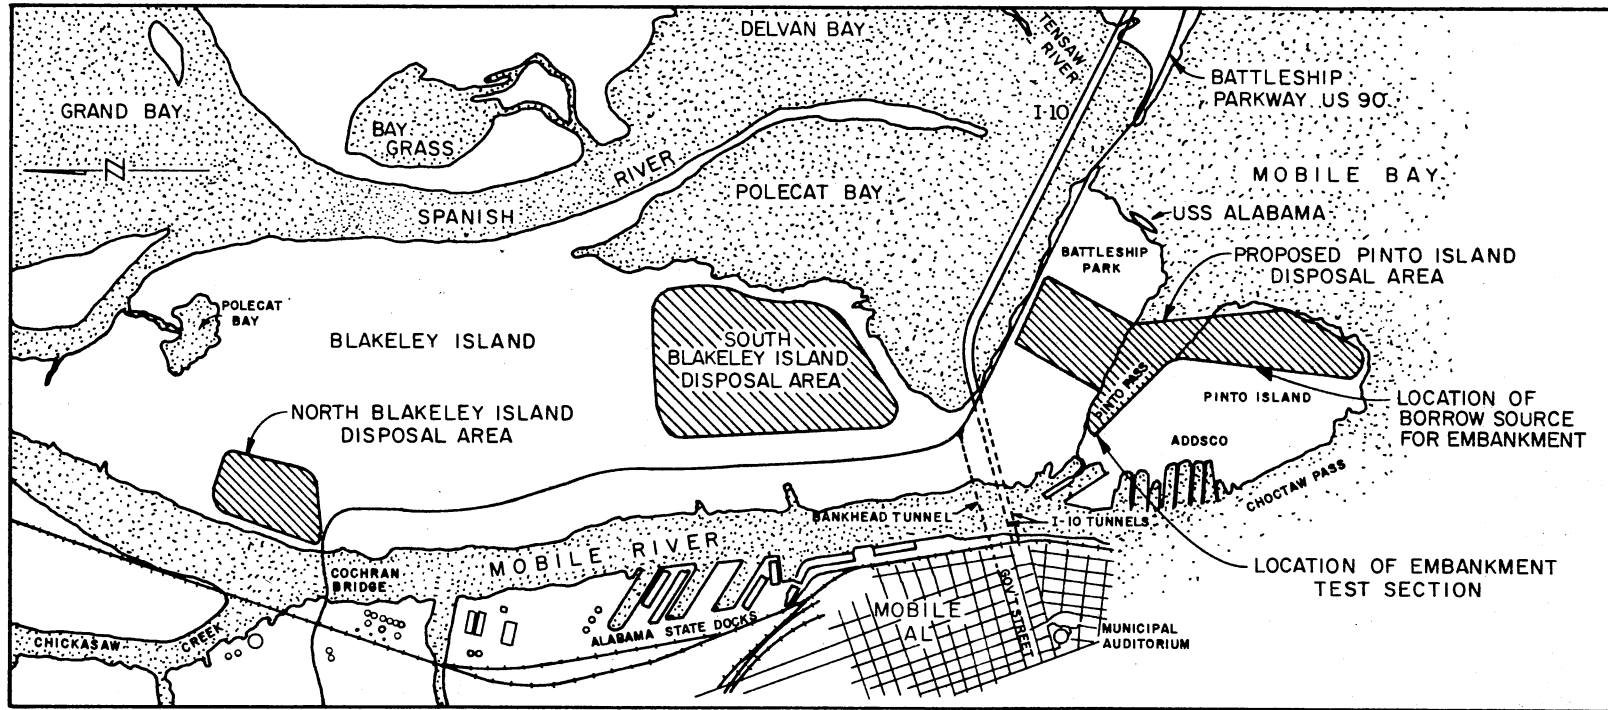 DELVAN BAY
TENSAW
RIVER
BATTLESHIP
PARKWAY US 90
GRAND BAY
I-10
BAY
GRASS
N
RIVER
MOBILE BAY
POLECAT BAY
SPANISH
USS ALABAMA
BATTLESHIP
PARK
PROPOSED PINTO ISLAND
DISPOSAL AREA
POLECAT
BAY
BLAKELEY ISLAND
SOUTH
BLAKELEY ISLAND
DISPOSAL AREA
PINTO PASS
PINTO ISLAND
LOCATION OF
BORROW SOURCE
FOR EMBANKMENT
NORTH BLAKELEY ISLAND
DISPOSAL AREA
ADDSCO
CHOCTAW PASS
BANKHEAD TUNNEL
I-10 TUNNELS
MOBILE RIVER
COCHRAN
BRIDGE
LOCATION OF EMBANKMENT
TEST SECTION
GOV'T STREET
MOBILE
AL
ALABAMA STATE DOCKS
MUNICIPAL
AUDITORIUM
CHICKASAW CREEK